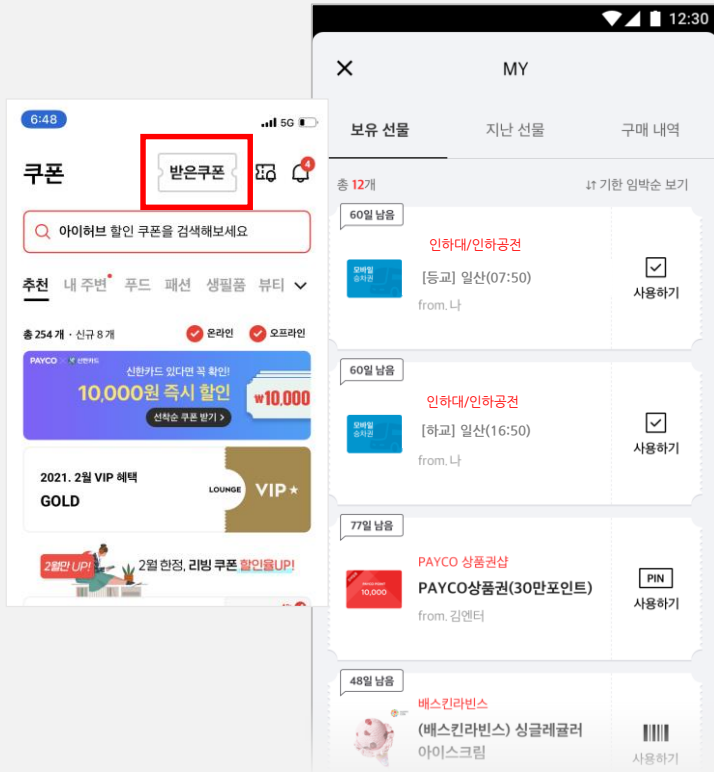 6:48
5G
쿠폰
받은쿠폰
4
아이허브 할인 쿠폰을 검색해보세요
추천 내 주변 푸드 패션 생필품 뷰티
총 254 개 · 신규 8 개
온라인 오프라인
PAYCO × 신한카드
신한카드 있다면 꼭 확인!
10,000원 즉시 할인
선착순 쿠폰 받기 >
₩10,000
2021. 2월 VIP 혜택
GOLD
LOUNGE
VIP★
2월만 UP!
2월 한정, 리빙 쿠폰 할인율UP!
12:30
MY
보유 선물 지난 선물 구매 내역
총 12개
↓↑ 기한 임박순 보기
60일 남음
인하대/인하공전
모바일
승차권
[등교] 일산(07:50)
from. 나
사용하기
60일 남음
인하대/인하공전
모바일
승차권
[하교] 일산(16:50)
from. 나
사용하기
77일 남음
PAYCO 상품권샵
10,000
PAYCO상품권(30만포인트)
from. 김엔터
PIN
사용하기
48일 남음
배스킨라빈스
(배스킨라빈스) 싱글레귤러
아이스크림
사용하기